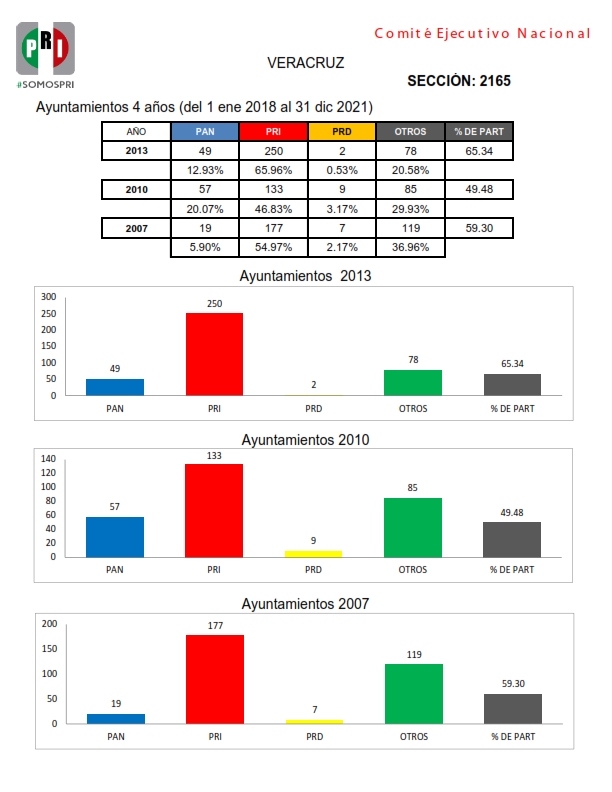 Comité Ejecutivo Nacional
PRI
#SOMOSPRI
VERACRUZ
SECCIÓN: 2165
Ayuntamientos 4 años (del 1 ene 2018 al 31 dic 2021)
AÑO PAN PRI PRD OTROS % DE PART
2013 49 250 2 78 65.34
12.93% 65.96% 0.53% 20.58%
2010 57 133 9 85 49.48
20.07% 46.83% 3.17% 29.93%
2007 19 177 7 119 59.30
5.90% 54.97% 2.17% 36.96%
Ayuntamientos 2013
300
250
200
150
100
50
0
49 250 2 78 65.34
PAN PRI PRD OTROS % DE PART
Ayuntamientos 2010
140
120
100
80
60
40
20
0
57 133 9 85 49.48
PAN PRI PRD OTROS % DE PART
Ayuntamientos 2007
200
150
100
50
0
19 177 7 119 59.30
PAN PRI PRD OTROS % DE PART